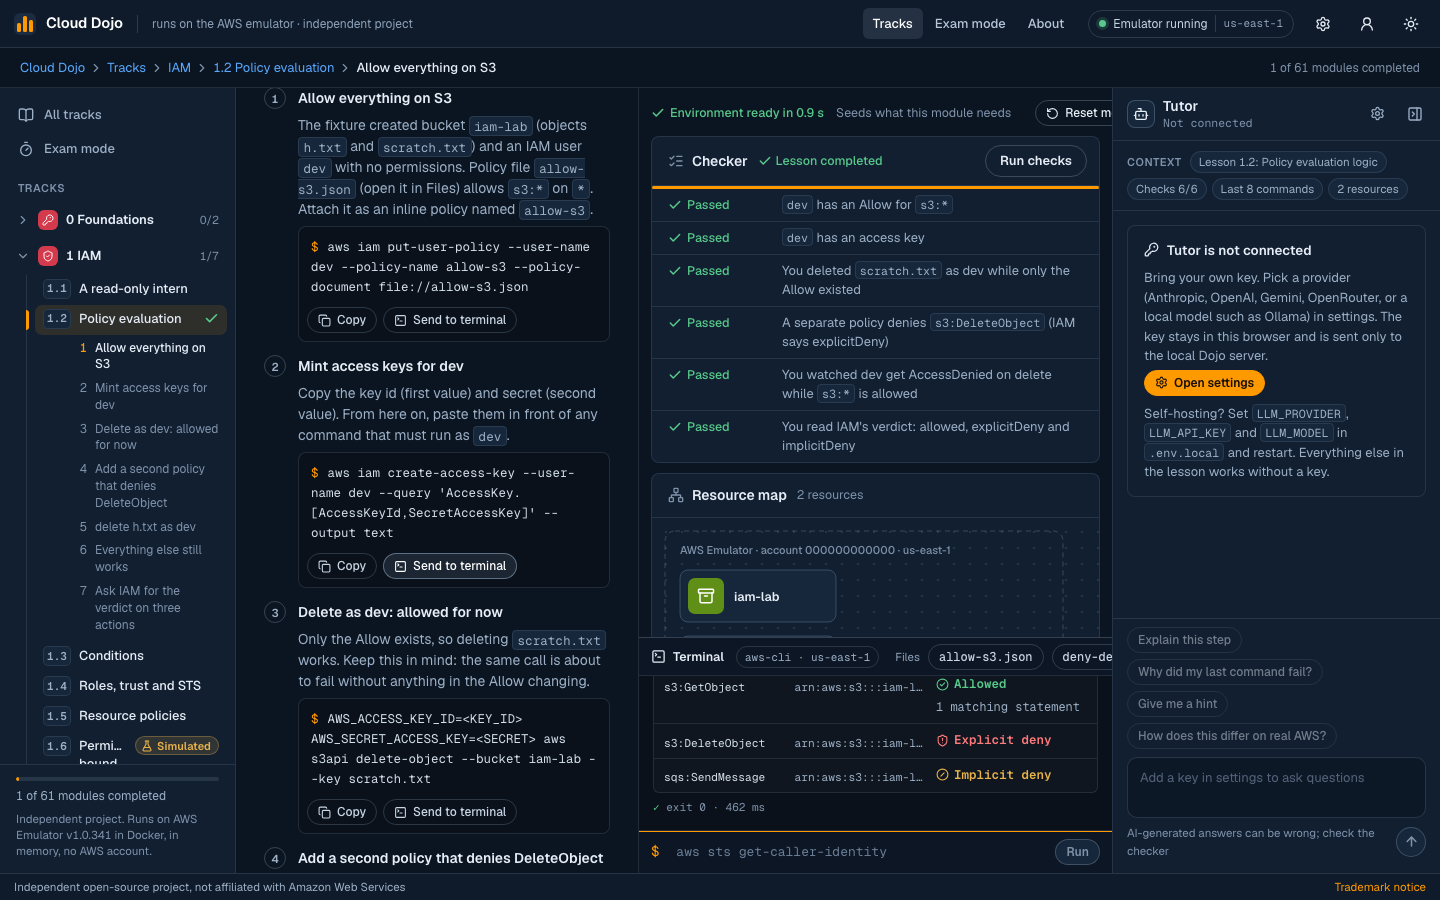 Cloud Dojo
runs on the AWS emulator · independent project
Tracks
Exam mode
About
Emulator running
us-east-1
Cloud Dojo > Tracks > IAM > 1.2 Policy evaluation > Allow everything on S3
1 of 61 modules completed
All tracks
Exam mode
TRACKS
0 Foundations 0/2
1 IAM 1/7
1.1 A read-only intern
1.2 Policy evaluation
1 Allow everything on
S3
2 Mint access keys for
dev
3 Delete as dev: allowed
for now
4 Add a second policy
that denies
DeleteObject
5 delete h.txt as dev
6 Everything else still
works
7 Ask IAM for the
verdict on three
actions
1.3 Conditions
1.4 Roles, trust and STS
1.5 Resource policies
1.6 Permi... Simulated
bound
1 of 61 modules completed
Independent project. Runs on AWS
Emulator v1.0.341 in Docker, in
memory, no AWS account.
1 Allow everything on S3
The fixture created bucket iam-lab (objects
h.txt and scratch.txt) and an IAM user
dev with no permissions. Policy file allow-
s3.json (open it in Files) allows s3:* on *.
Attach it as an inline policy named allow-s3.
$ aws iam put-user-policy --user-name
dev --policy-name allow-s3 --policy-
document file://allow-s3.json
Copy
Send to terminal
2 Mint access keys for dev
Copy the key id (first value) and secret (second
value). From here on, paste them in front of any
command that must run as dev.
$ aws iam create-access-key --user-
name dev --query 'AccessKey.
[AccessKeyId,SecretAccessKey]' --
output text
Copy
Send to terminal
3 Delete as dev: allowed for now
Only the Allow exists, so deleting scratch.txt
works. Keep this in mind: the same call is about
to fail without anything in the Allow changing.
$ AWS_ACCESS_KEY_ID=<KEY_ID>
AWS_SECRET_ACCESS_KEY=<SECRET> aws
s3api delete-object --bucket iam-lab -
-key scratch.txt
Copy
Send to terminal
4 Add a second policy that denies DeleteObject
Environment ready in 0.9 s
Seeds what this module needs
Reset m
Checker
Lesson completed
Run checks
Passed dev has an Allow for s3:*
Passed dev has an access key
Passed You deleted scratch.txt as dev while only the
Allow existed
Passed A separate policy denies s3:DeleteObject (IAM
says explicitDeny)
Passed You watched dev get AccessDenied on delete
while s3:* is allowed
Passed You read IAM's verdict: allowed, explicitDeny and
implicitDeny
Resource map 2 resources
AWS Emulator · account 000000000000 · us-east-1
iam-lab
Terminal
aws-cli · us-east-1
Files
allow-s3.json
deny-de
s3:GetObject arn:aws:s3:::iam-l… Allowed
1 matching statement
s3:DeleteObject arn:aws:s3:::iam-l… Explicit deny
sqs:SendMessage arn:aws:s3:::iam-l… Implicit deny
✓ exit 0 · 462 ms
$ aws sts get-caller-identity
Run
Tutor
Not connected
CONTEXT
Lesson 1.2: Policy evaluation logic
Checks 6/6
Last 8 commands
2 resources
Tutor is not connected
Bring your own key. Pick a provider
(Anthropic, OpenAI, Gemini, OpenRouter, or a
local model such as Ollama) in settings. The
key stays in this browser and is sent only to
the local Dojo server.
Open settings
Self-hosting? Set LLM_PROVIDER,
LLM_API_KEY and LLM_MODEL in
.env.local and restart. Everything else in
the lesson works without a key.
Explain this step
Why did my last command fail?
Give me a hint
How does this differ on real AWS?
Add a key in settings to ask questions
AI-generated answers can be wrong; check the
checker
Independent open-source project, not affiliated with Amazon Web Services
Trademark notice